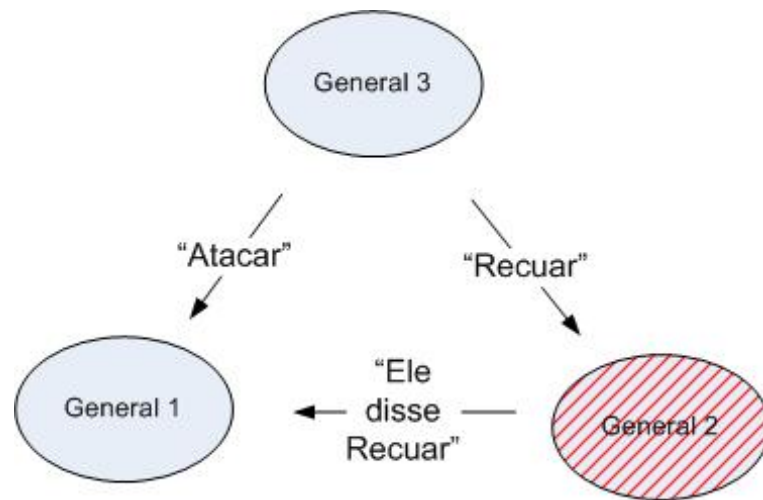 General 3
“Atacar”
“Recuar”
General 1
“Ele
disse
Recuar”
General 2